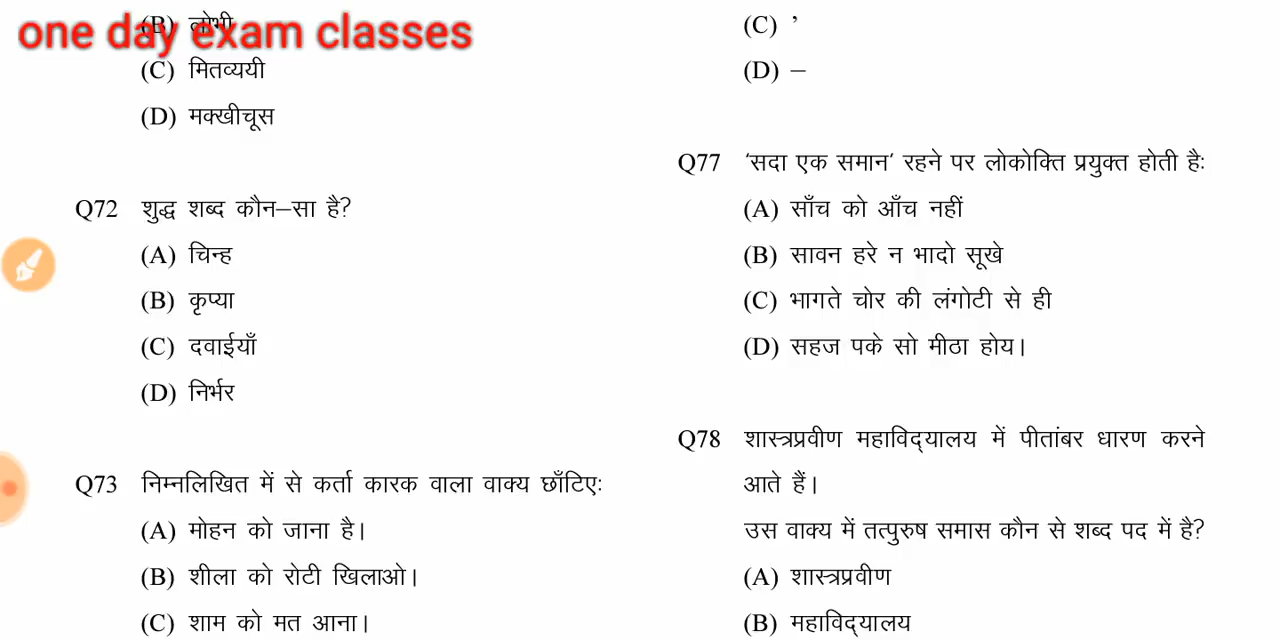 one day exam classes
(B) लोभी
(C) मितव्ययी
(D) मक्खीचूस
Q72 शुद्ध शब्द कौन–सा है?
(A) चिन्ह
(B) कृप्या
(C) दवाईयाँ
(D) निर्भर
Q73 निम्नलिखित में से कर्ता कारक वाला वाक्य छाँटिए:
(A) मोहन को जाना है।
(B) शीला को रोटी खिलाओ।
(C) शाम को मत आना।
(C) ’
(D) –
Q77 ‘सदा एक समान’ रहने पर लोकोक्ति प्रयुक्त होती है:
(A) साँच को आँच नहीं
(B) सावन हरे न भादो सूखे
(C) भागते चोर की लंगोटी से ही
(D) सहज पके सो मीठा होय।
Q78 शास्त्रप्रवीण महाविद्‌यालय में पीतांबर धारण करने
आते हैं।
उस वाक्य में तत्पुरुष समास कौन से शब्द पद में है?
(A) शास्त्रप्रवीण
(B) महाविद्‌यालय